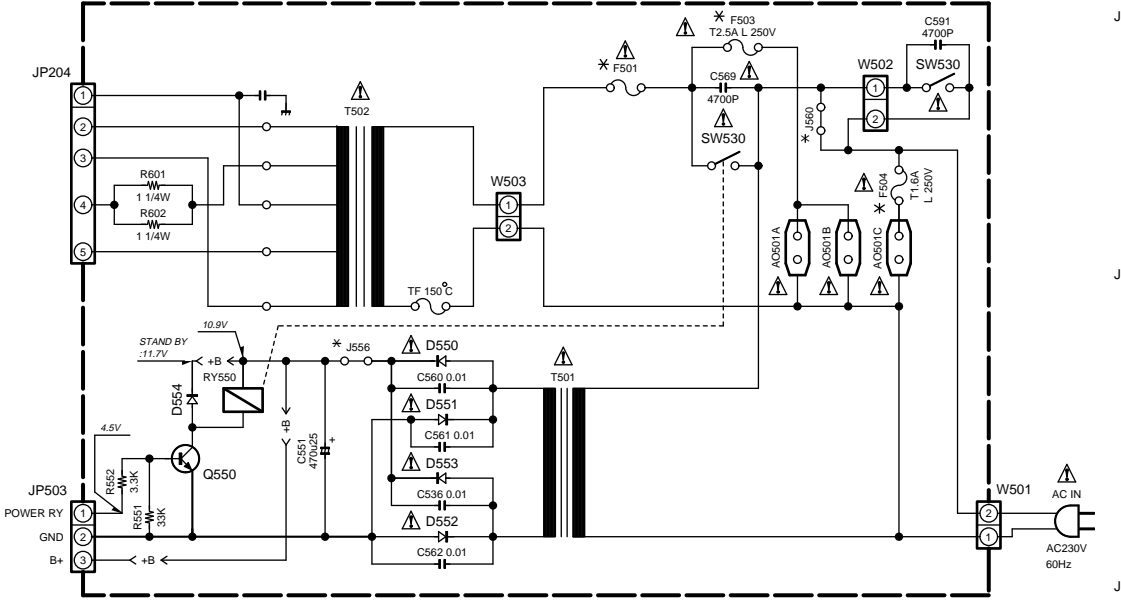 J
F503
T2.5A L 250V
C591
4700P
F501
W502
SW530
JP204
C569
4700P
1
T502
1
2
J560
2
SW530
3
R601
1 1/4W
F504
T1.6A
L 250V
W503
4
1
R602
1 1/4W
2
5
AO501A
AO501B
AO501C
J
TF 150°C
10.9V
STAND BY
:11.7V
+B
J556
D550
RY550
T501
C560 0.01
D554
D551
4.5V
+B
C551
470u25
+
C561 0.01
D553
Q550
R552
3.3K
JP503
C536 0.01
W501
AC IN
POWER RY
1
R551
33K
D552
2
GND
2
1
C562 0.01
AC230V
60Hz
B+
3
+B
J